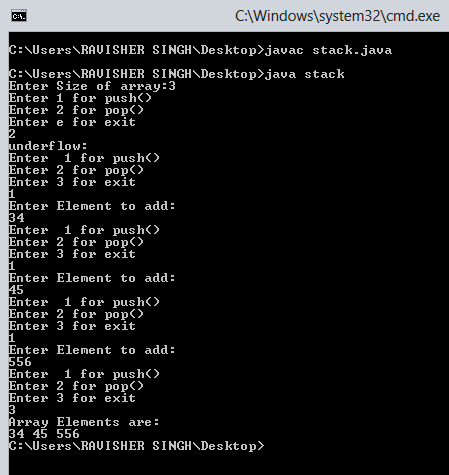 C:\Windows\system32\cmd.exe
C:\Users\RAVISHER SINGH\Desktop>javac stack.java
C:\Users\RAVISHER SINGH\Desktop>java stack
Enter Size of array:3
Enter 1 for push()
Enter 2 for pop()
Enter e for exit
2
underflow:
Enter  1 for push()
Enter 2 for pop()
Enter 3 for exit
1
Enter Element to add:
34
Enter  1 for push()
Enter 2 for pop()
Enter 3 for exit
1
Enter Element to add:
45
Enter  1 for push()
Enter 2 for pop()
Enter 3 for exit
1
Enter Element to add:
556
Enter  1 for push()
Enter 2 for pop()
Enter 3 for exit
3
Array Elements are:
34 45 556
C:\Users\RAVISHER SINGH\Desktop>